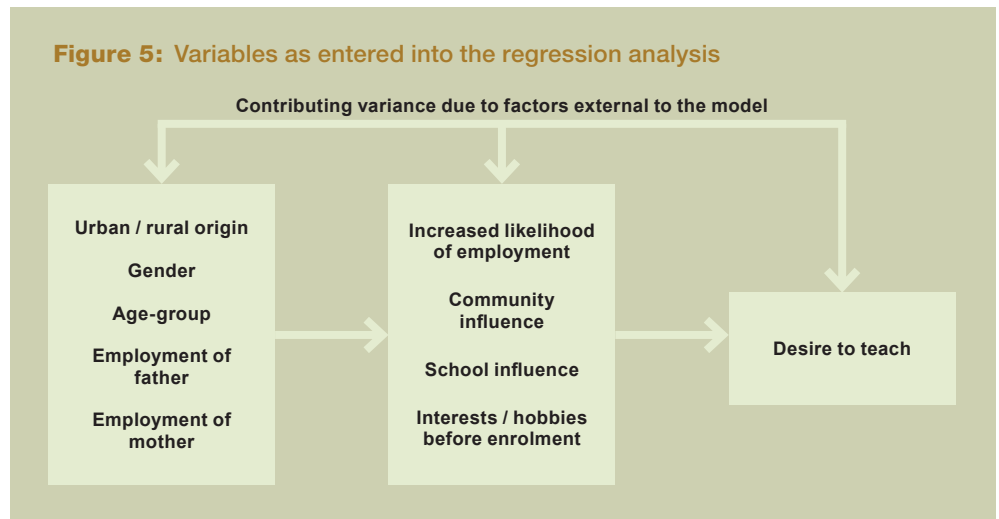 Figure 5: Variables as entered into the regression analysis
Contributing variance due to factors external to the model
Urban / rural origin
Gender
Age-group
Employment of
father
Employment of
mother
Increased likelihood
of employment
Community
influence
School influence
Interests / hobbies
before enrolment
Desire to teach